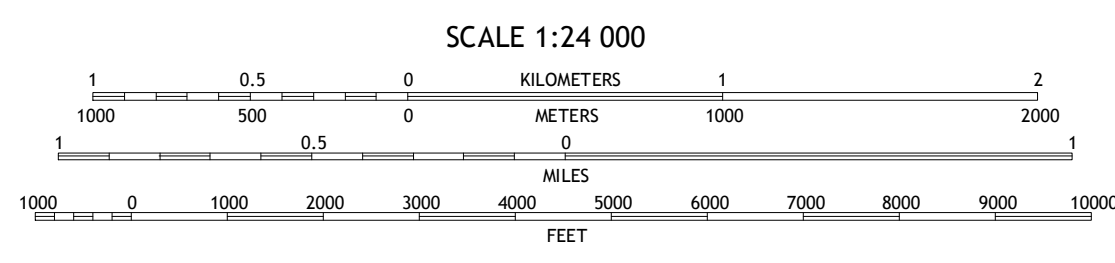 SCALE 1:24 000
1 0.5 0 KILOMETERS 1 2
1000 500 0 METERS 1000 2000
1 0.5 0 1
MILES
1000 0 1000 2000 3000 4000 5000 6000 7000 8000 9000 10000
FEET